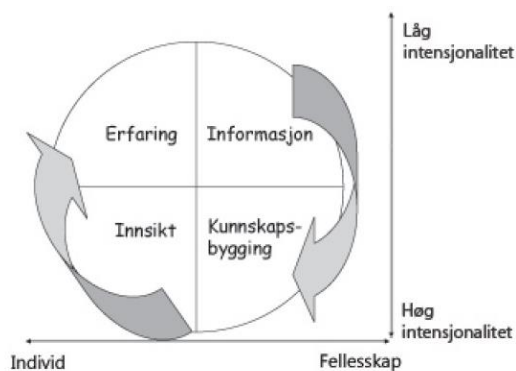 Låg
intensjonalitet
Erfaring
Informasjon
Innsikt
Kunnskaps-
bygging
Høg
intensjonalitet
Individ
Fellesskap